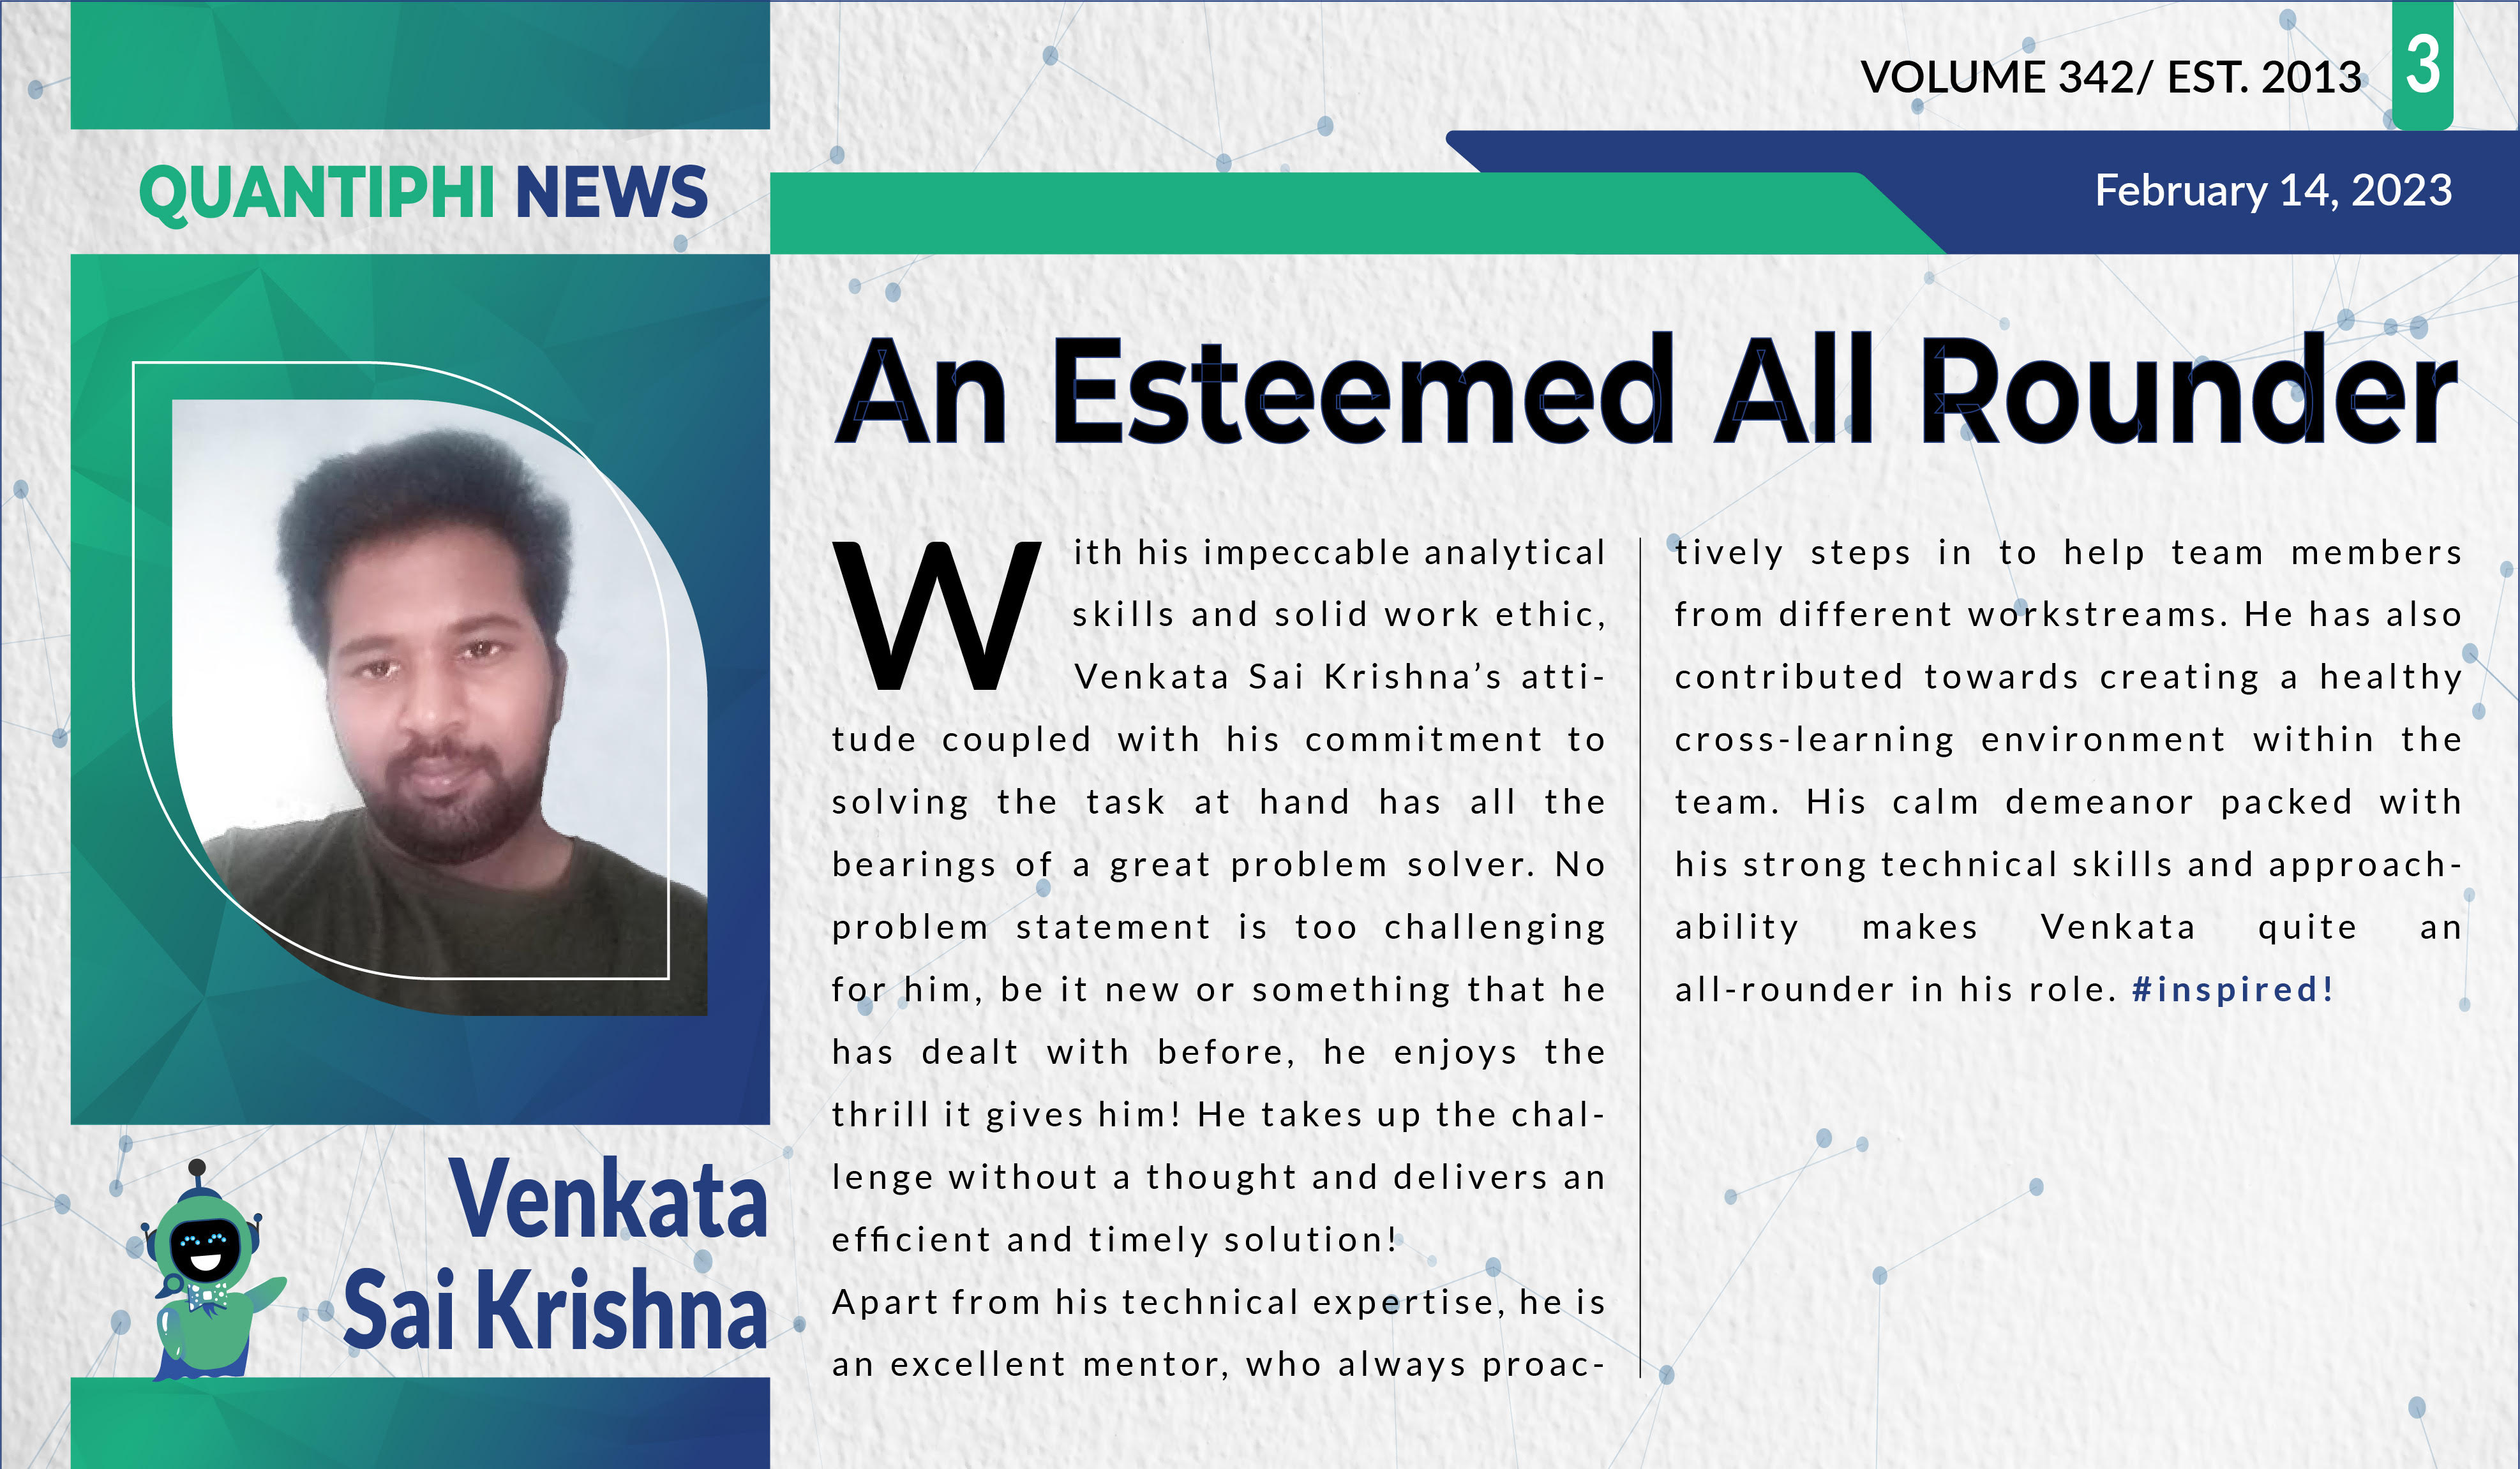 VOLUME 342/ EST. 2013
3
QUANTIPHI NEWS
February 14, 2023
An Esteemed All Rounder
With his impeccable analytical
skills and solid work ethic,
Venkata Sai Krishna’s atti-
tude coupled with his commitment to
solving the task at hand has all the
bearings of a great problem solver. No
problem statement is too challenging
for him, be it new or something that he
has dealt with before, he enjoys the
thrill it gives him! He takes up the chal-
lenge without a thought and delivers an
efficient and timely solution!
Apart from his technical expertise, he is
an excellent mentor, who always proac-
tively steps in to help team members
from different workstreams. He has also
contributed towards creating a healthy
cross-learning environment within the
team. His calm demeanor packed with
his strong technical skills and approach-
ability makes Venkata quite an
all-rounder in his role. #inspired!
Venkata
Sai Krishna